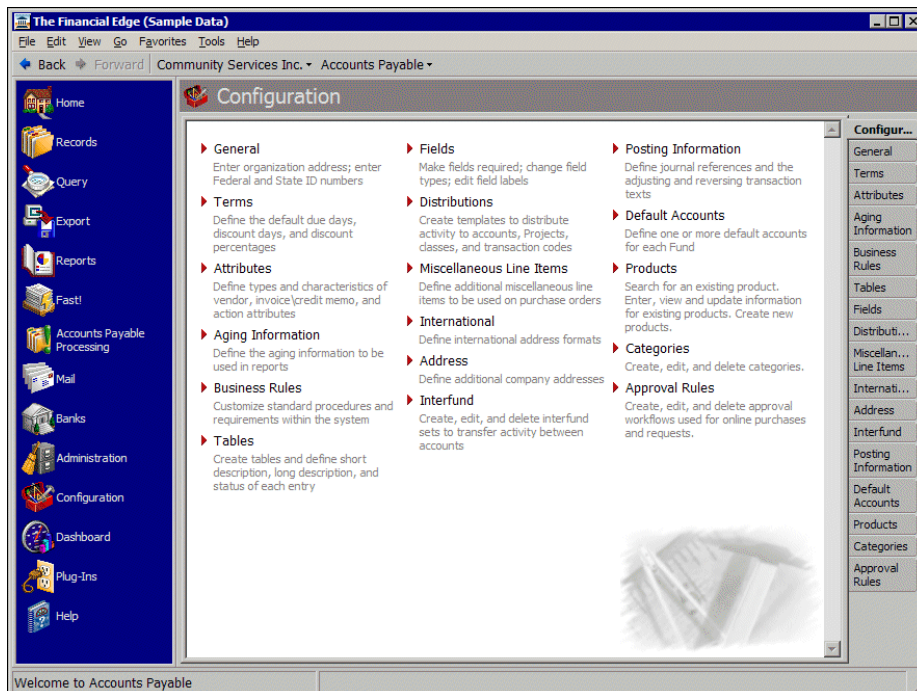 The Financial Edge (Sample Data)
File Edit View Go Favorites Tools Help
Back Forward Community Services Inc. Accounts Payable
Home
Records
Query
Export
Reports
Fast!
Accounts Payable
Processing
Mail
Banks
Administration
Configuration
Dashboard
Plug-Ins
Help
Configuration
General
Enter organization address; enter
Federal and State ID numbers
Terms
Define the default due days,
discount days, and discount
percentages
Attributes
Define types and characteristics of
vendor, invoice\credit memo, and
action attributes
Aging Information
Define the aging information to be
used in reports
Business Rules
Customize standard procedures and
requirements within the system
Tables
Create tables and define short
description, long description, and
status of each entry
Fields
Make fields required; change field
types; edit field labels
Distributions
Create templates to distribute
activity to accounts, Projects,
classes, and transaction codes
Miscellaneous Line Items
Define additional miscellaneous line
items to be used on purchase orders
International
Define international address formats
Address
Define additional company addresses
Interfund
Create, edit, and delete interfund
sets to transfer activity between
accounts
Posting Information
Define journal references and the
adjusting and reversing transaction
texts
Default Accounts
Define one or more default accounts
for each Fund
Products
Search for an existing product.
Enter, view and update information
for existing products. Create new
products.
Categories
Create, edit, and delete categories.
Approval Rules
Create, edit, and delete approval
workflows used for online purchases
and requests.
Configur...
General
Terms
Attributes
Aging
Information
Business
Rules
Tables
Fields
Distributi...
Miscellan...
Line Items
Internati...
Address
Interfund
Posting
Information
Default
Accounts
Products
Categories
Approval
Rules
Welcome to Accounts Payable